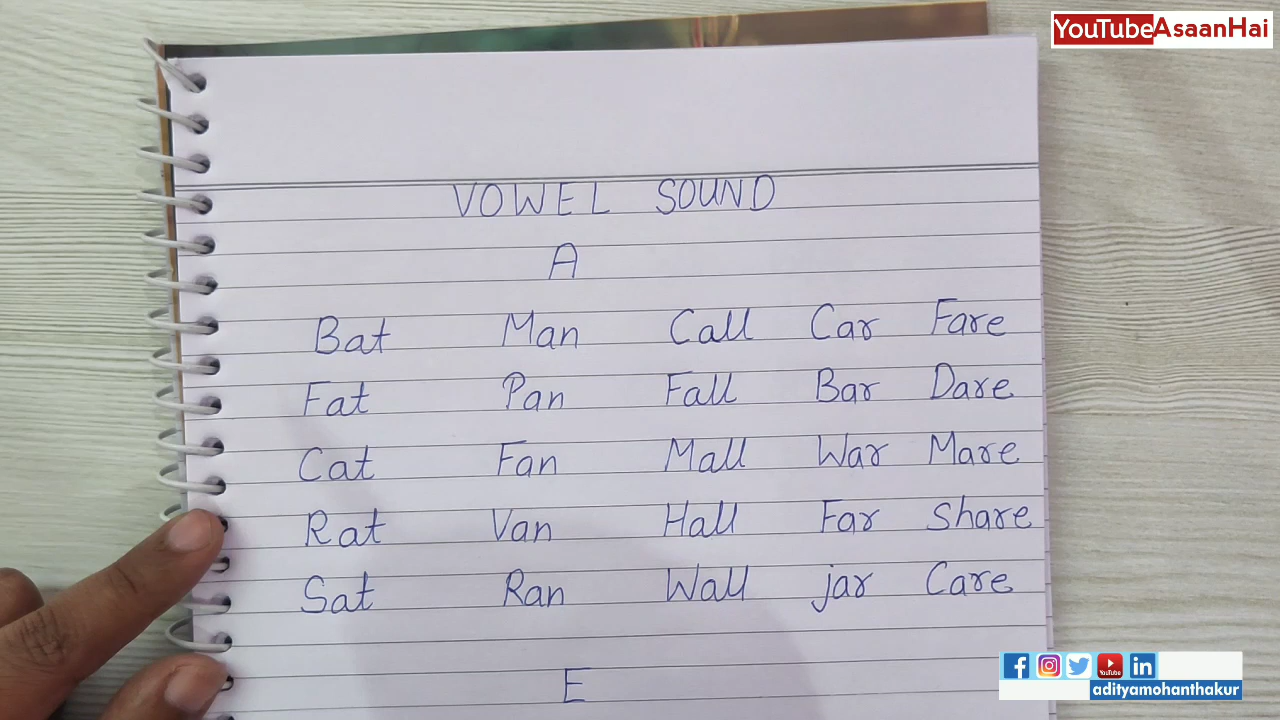 YouTubeAsaanHai
VOWEL SOUND
A
Bat Man Call Car Fare
Fat Pan Fall Bar Dare
Cat Fan Mall War Mare
Rat Van Hall Far Share
Sat Ran Wall jar Care
E
YouTube
adityamohanthakur